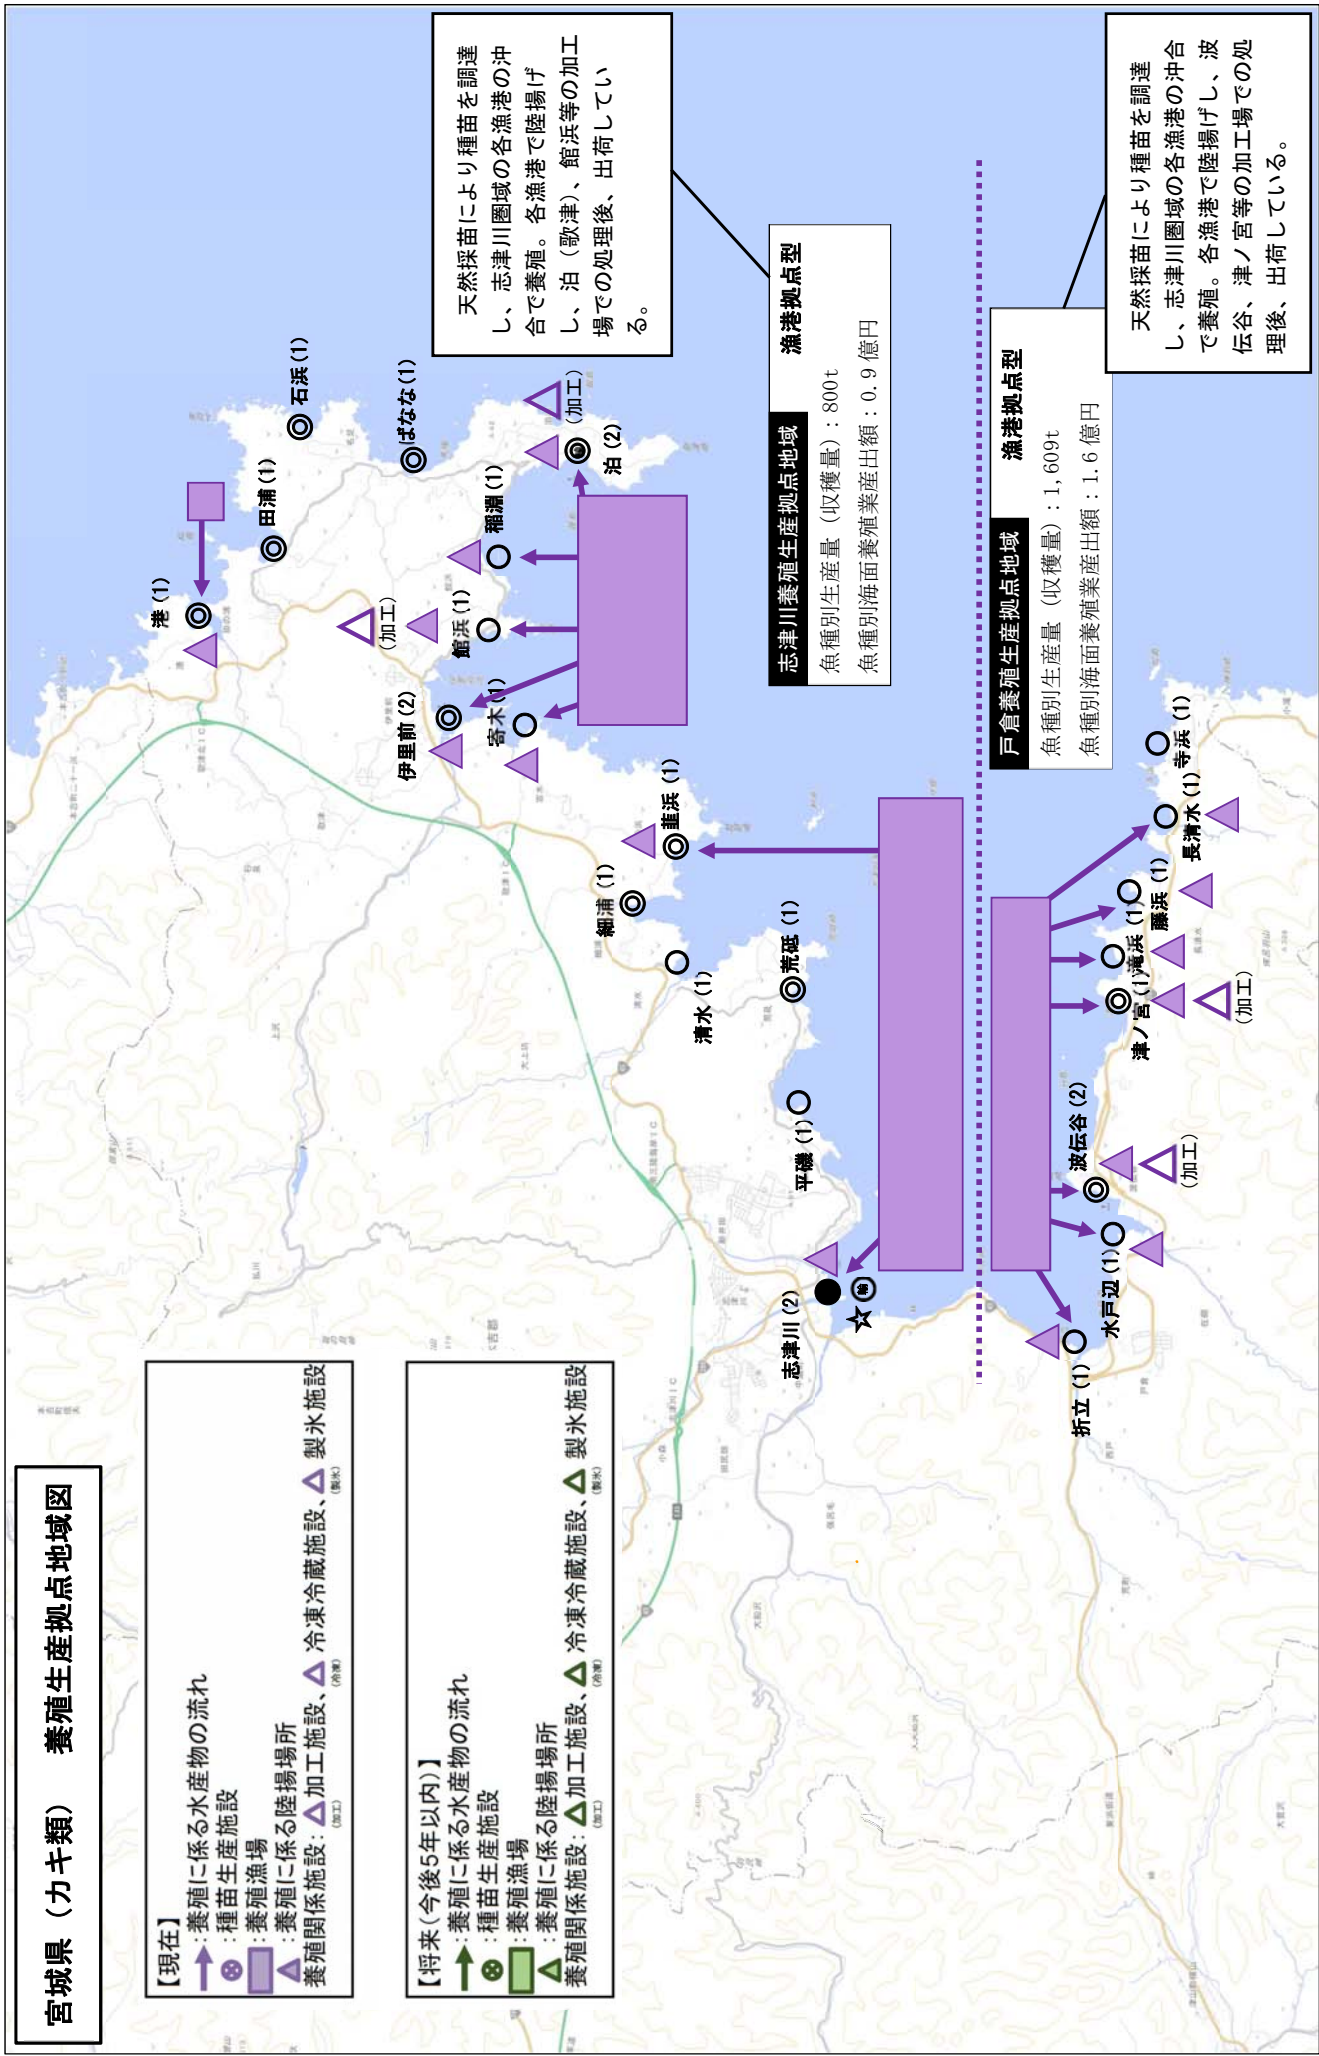 宮城県（カキ類）　養殖生産拠点地域図
【現在】
：養殖に係る水産物の流れ
：種苗生産施設
：養殖漁場
：養殖に係る陸揚場所
養殖関係施設：△加工施設、△冷凍冷蔵施設、△製氷施設
(加工)
(冷凍)
(製氷)
【将来（今後5年以内）】
：養殖に係る水産物の流れ
：種苗生産施設
：養殖漁場
：養殖に係る陸揚場所
養殖関係施設：△加工施設、△冷凍冷蔵施設、△製氷施設
(加工)
(冷凍)
(製氷)
港(1)
田浦(1)
石浜(1)
ばなな(1)
(加工)
泊(2)
稲淵(1)
館浜(1)
(加工)
伊里前(2)
寄木(1)
韮浜(1)
細浦(1)
清水(1)
荒砥(1)
平磯(1)
志津川(2)
輸
折立(1)
水戸辺(1)
波伝谷(2)
(加工)
津ノ宮(1)
(加工)
滝浜(1)
藤浜(1)
長清水(1)
寺浜(1)
天然採苗により種苗を調達
し、志津川圏域の各漁港の沖
合で養殖。各漁港で陸揚げ
し、泊（歌津）、館浜等の加工
場での処理後、出荷してい
る。
志津川養殖生産拠点地域　漁港拠点型
魚種別生産量（収穫量）：800t
魚種別海面養殖業産出額：0.9億円
戸倉養殖生産拠点地域　漁港拠点型
魚種別生産量（収穫量）：1,609t
魚種別海面養殖業産出額：1.6億円
天然採苗により種苗を調達
し、志津川圏域の各漁港の沖合
で養殖。各漁港で陸揚げし、波
伝谷、津ノ宮等の加工場での処
理後、出荷している。